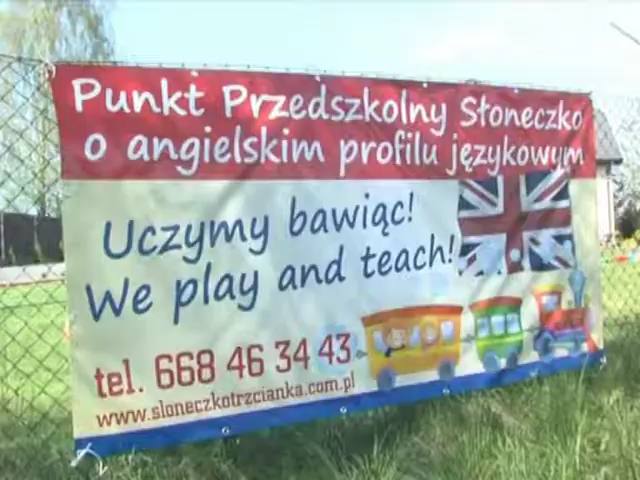 Punkt Przedszkolny Słoneczko
o angielskim profilu językowym
Uczymy bawiąc!
We play and teach!
tel. 668 46 34 43
www.sloneczkotrzcianka.com.pl